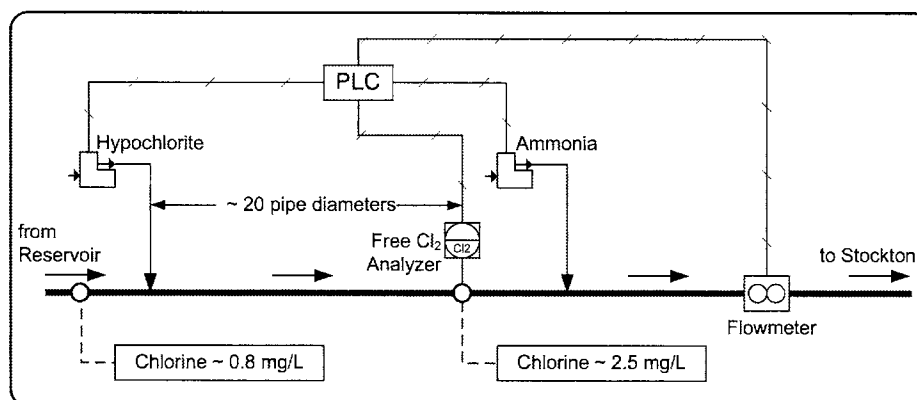 PLC
Hypochlorite
Ammonia
~ 20 pipe diameters
from
Reservoir
Free Cl₂
Analyzer
Cl2
to Stockton
Flowmeter
Chlorine ~ 0.8 mg/L
Chlorine ~ 2.5 mg/L